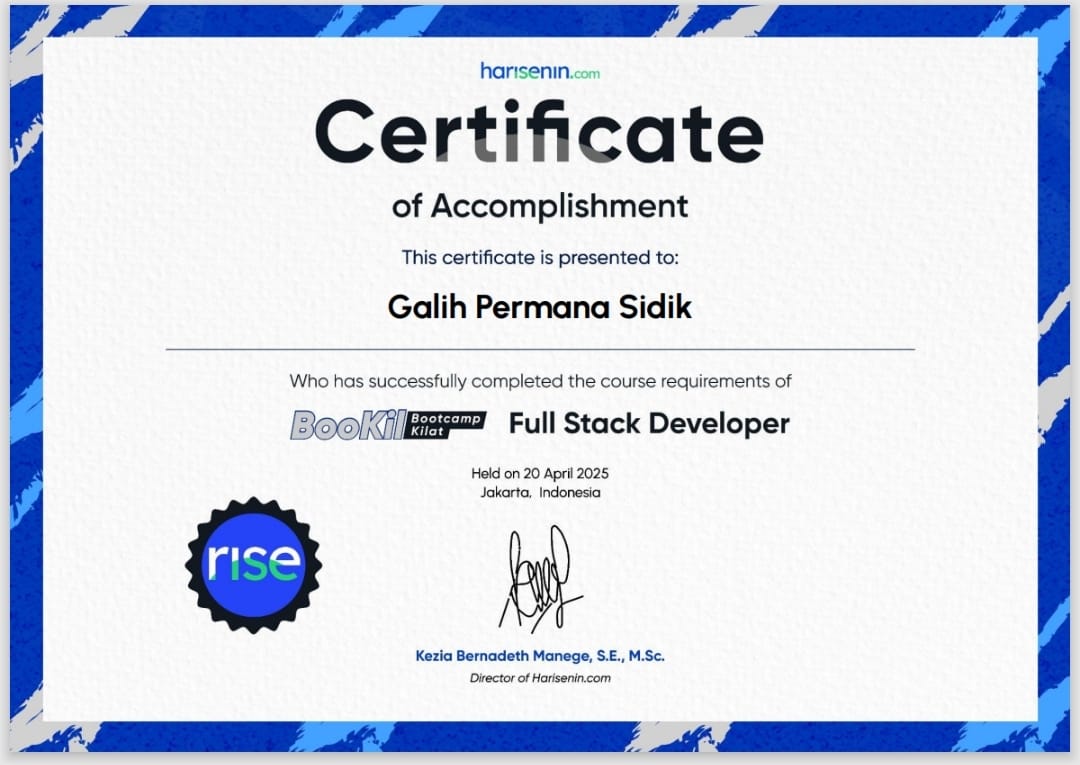 harisenin.com
Certificate
of Accomplishment
This certificate is presented to:
Galih Permana Sidik
Who has successfully completed the course requirements of
BooKil Bootcamp Kilat Full Stack Developer
Held on 20 April 2025
Jakarta, Indonesia
rise
Kezia Bernadeth Manege, S.E., M.Sc.
Director of Harisenin.com